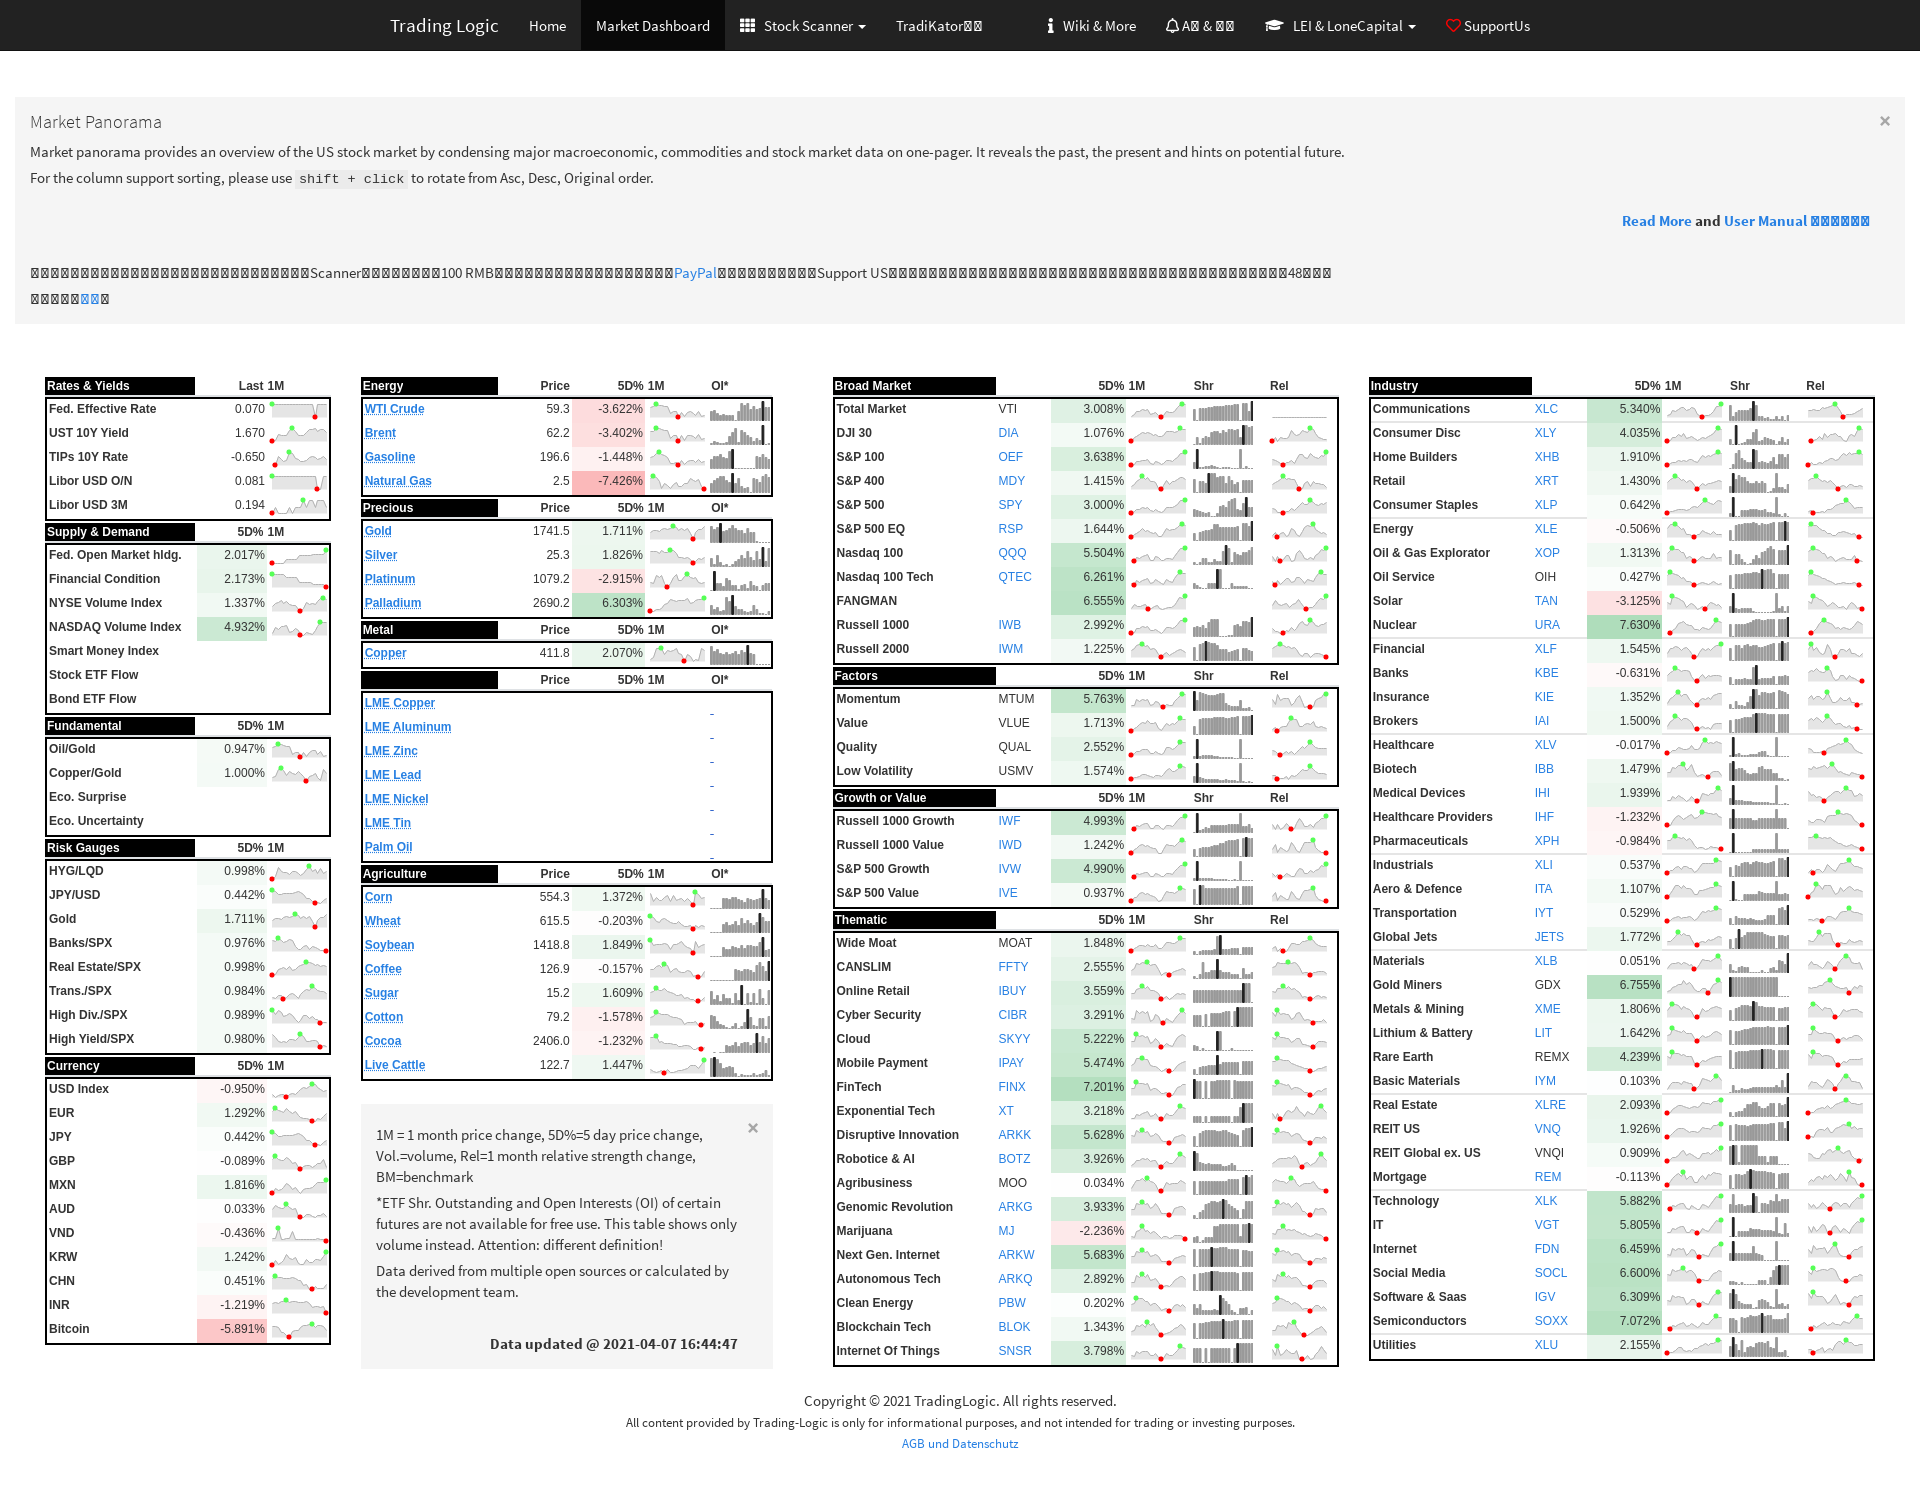 Trading Logic Home Market Dashboard Stock Scanner TradiKator Wiki & More A & LEI & LoneCapital SupportUs
Market Panorama ×
Market panorama provides an overview of the US stock market by condensing major macroeconomic, commodities and stock market data on one-pager. It reveals the past, the present and hints on potential future.
For the column support sorting, please use shift + click to rotate from Asc, Desc, Original order.
Read More and User Manual
Scanner 100 RMB PayPal Support US 48
Rates & Yields Last 1M
Fed. Effective Rate 0.070
UST 10Y Yield 1.670
TIPs 10Y Rate -0.650
Libor USD O/N 0.081
Libor USD 3M 0.194
Supply & Demand 5D% 1M
Fed. Open Market hldg. 2.017%
Financial Condition 2.173%
NYSE Volume Index 1.337%
NASDAQ Volume Index 4.932%
Smart Money Index
Stock ETF Flow
Bond ETF Flow
Fundamental 5D% 1M
Oil/Gold 0.947%
Copper/Gold 1.000%
Eco. Surprise
Eco. Uncertainty
Risk Gauges 5D% 1M
HYG/LQD 0.998%
JPY/USD 0.442%
Gold 1.711%
Banks/SPX 0.976%
Real Estate/SPX 0.998%
Trans./SPX 0.984%
High Div./SPX 0.989%
High Yield/SPX 0.980%
Currency 5D% 1M
USD Index -0.950%
EUR 1.292%
JPY 0.442%
GBP -0.089%
MXN 1.816%
AUD 0.033%
VND -0.436%
KRW 1.242%
CHN 0.451%
INR -1.219%
Bitcoin -5.891%
Energy Price 5D% 1M OI*
WTI Crude 59.3 -3.622%
Brent 62.2 -3.402%
Gasoline 196.6 -1.448%
Natural Gas 2.5 -7.426%
Precious Price 5D% 1M OI*
Gold 1741.5 1.711%
Silver 25.3 1.826%
Platinum 1079.2 -2.915%
Palladium 2690.2 6.303%
Metal Price 5D% 1M OI*
Copper 411.8 2.070%
Price 5D% 1M OI*
LME Copper -
LME Aluminum -
LME Zinc -
LME Lead -
LME Nickel -
LME Tin -
Palm Oil -
Agriculture Price 5D% 1M OI*
Corn 554.3 1.372%
Wheat 615.5 -0.203%
Soybean 1418.8 1.849%
Coffee 126.9 -0.157%
Sugar 15.2 1.609%
Cotton 79.2 -1.578%
Cocoa 2406.0 -1.232%
Live Cattle 122.7 1.447%
×
1M = 1 month price change, 5D%=5 day price change,
Vol.=volume, Rel=1 month relative strength change,
BM=benchmark
*ETF Shr. Outstanding and Open Interests (OI) of certain
futures are not available for free use. This table shows only
volume instead. Attention: different definition!
Data derived from multiple open sources or calculated by
the development team.
Data updated @ 2021-04-07 16:44:47
Broad Market 5D% 1M Shr Rel
Total Market VTI 3.008%
DJI 30 DIA 1.076%
S&P 100 OEF 3.638%
S&P 400 MDY 1.415%
S&P 500 SPY 3.000%
S&P 500 EQ RSP 1.644%
Nasdaq 100 QQQ 5.504%
Nasdaq 100 Tech QTEC 6.261%
FANGMAN 6.555%
Russell 1000 IWB 2.992%
Russell 2000 IWM 1.225%
Factors 5D% 1M Shr Rel
Momentum MTUM 5.763%
Value VLUE 1.713%
Quality QUAL 2.552%
Low Volatility USMV 1.574%
Growth or Value 5D% 1M Shr Rel
Russell 1000 Growth IWF 4.993%
Russell 1000 Value IWD 1.242%
S&P 500 Growth IVW 4.990%
S&P 500 Value IVE 0.937%
Thematic 5D% 1M Shr Rel
Wide Moat MOAT 1.848%
CANSLIM FFTY 2.555%
Online Retail IBUY 3.559%
Cyber Security CIBR 3.291%
Cloud SKYY 5.222%
Mobile Payment IPAY 5.474%
FinTech FINX 7.201%
Exponential Tech XT 3.218%
Disruptive Innovation ARKK 5.628%
Robotice & AI BOTZ 3.926%
Agribusiness MOO 0.034%
Genomic Revolution ARKG 3.933%
Marijuana MJ -2.236%
Next Gen. Internet ARKW 5.683%
Autonomous Tech ARKQ 2.892%
Clean Energy PBW 0.202%
Blockchain Tech BLOK 1.343%
Internet Of Things SNSR 3.798%
Industry 5D% 1M Shr Rel
Communications XLC 5.340%
Consumer Disc XLY 4.035%
Home Builders XHB 1.910%
Retail XRT 1.430%
Consumer Staples XLP 0.642%
Energy XLE -0.506%
Oil & Gas Explorator XOP 1.313%
Oil Service OIH 0.427%
Solar TAN -3.125%
Nuclear URA 7.630%
Financial XLF 1.545%
Banks KBE -0.631%
Insurance KIE 1.352%
Brokers IAI 1.500%
Healthcare XLV -0.017%
Biotech IBB 1.479%
Medical Devices IHI 1.939%
Healthcare Providers IHF -1.232%
Pharmaceuticals XPH -0.984%
Industrials XLI 0.537%
Aero & Defence ITA 1.107%
Transportation IYT 0.529%
Global Jets JETS 1.772%
Materials XLB 0.051%
Gold Miners GDX 6.755%
Metals & Mining XME 1.806%
Lithium & Battery LIT 1.642%
Rare Earth REMX 4.239%
Basic Materials IYM 0.103%
Real Estate XLRE 2.093%
REIT US VNQ 1.926%
REIT Global ex. US VNQI 0.909%
Mortgage REM -0.113%
Technology XLK 5.882%
IT VGT 5.805%
Internet FDN 6.459%
Social Media SOCL 6.600%
Software & Saas IGV 6.309%
Semiconductors SOXX 7.072%
Utilities XLU 2.155%
Copyright © 2021 TradingLogic. All rights reserved.
All content provided by Trading-Logic is only for informational purposes, and not intended for trading or investing purposes.
AGB und Datenschutz